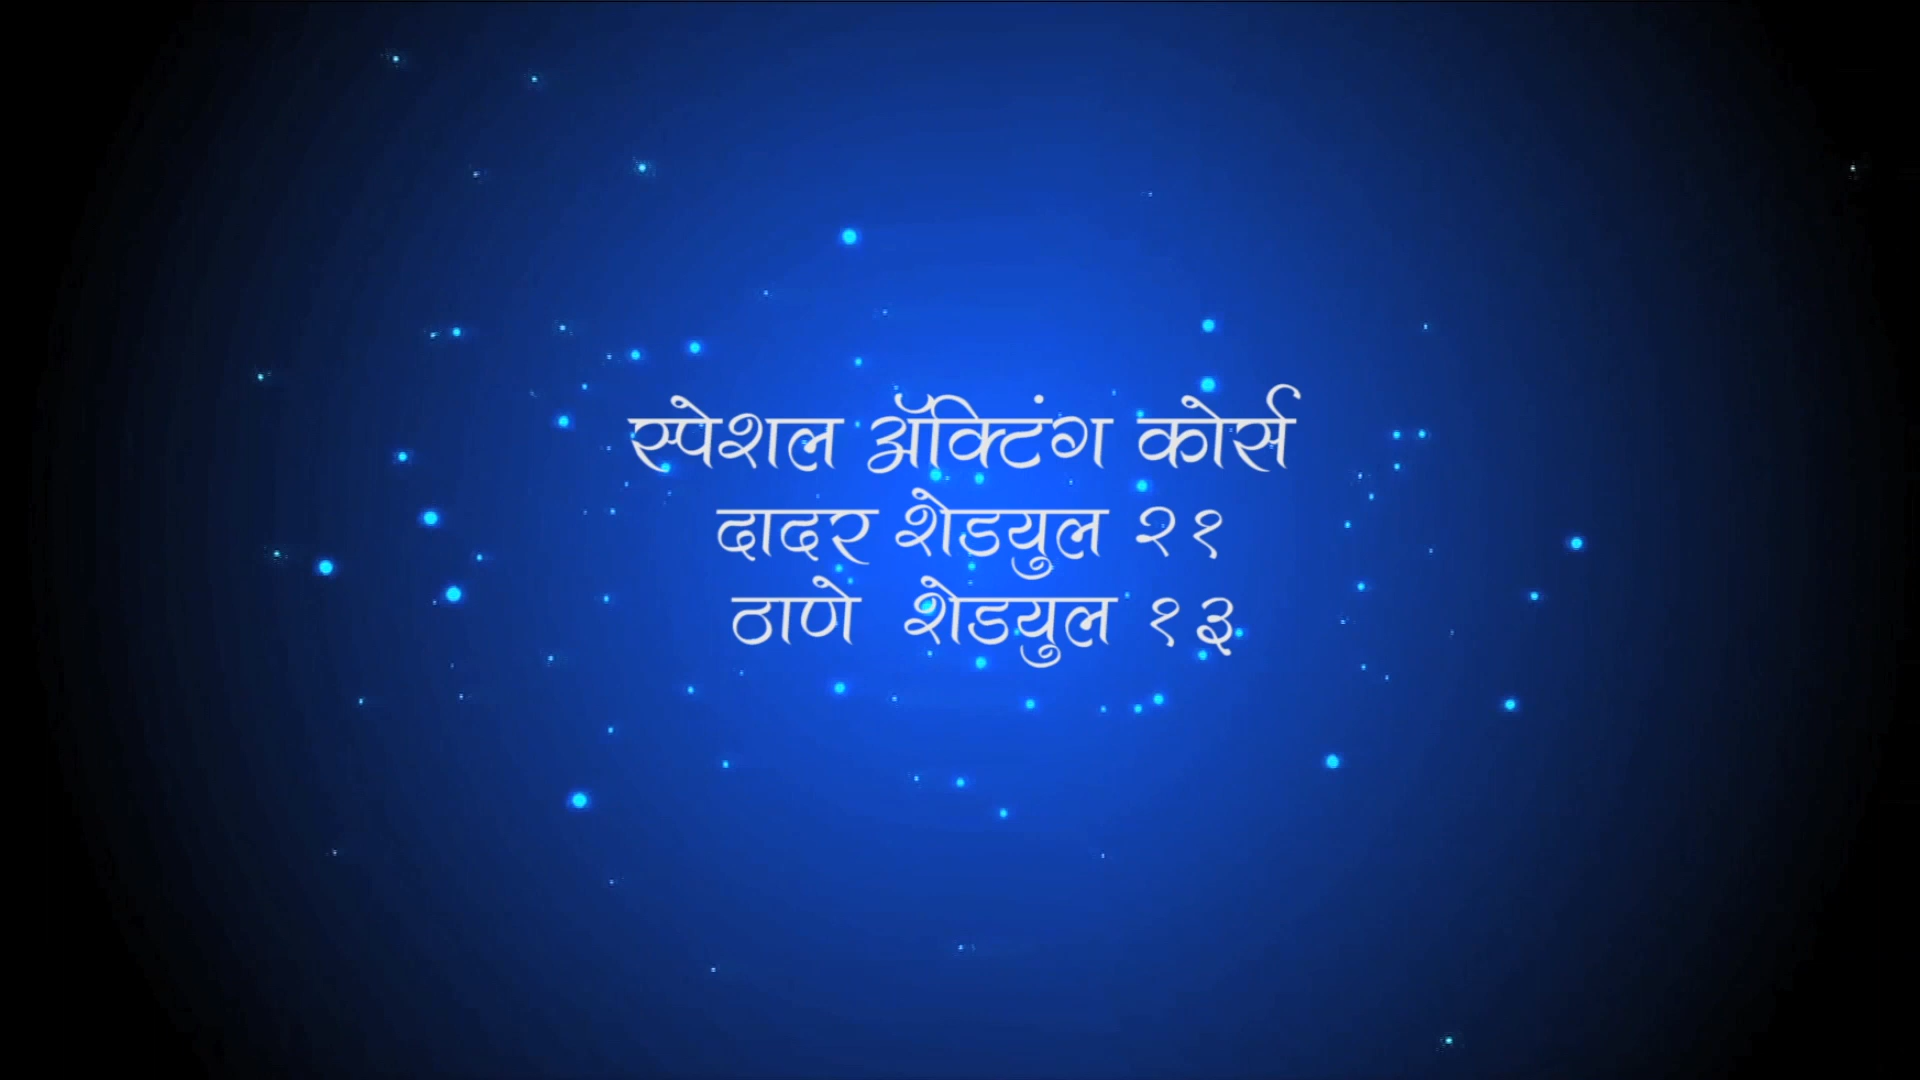 स्पेशल ॲक्टिंग कोर्स
दादर शेडयुल २१
ठाणे शेडयुल १३